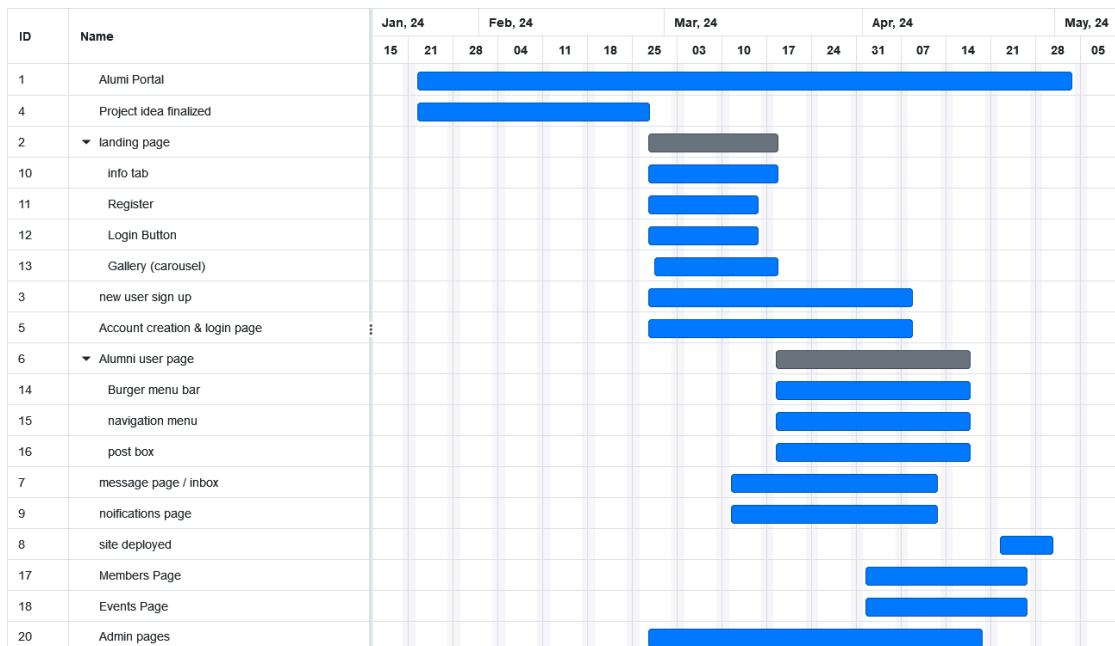 ID Name Jan, 24 Feb, 24 Mar, 24 Apr, 24 May, 24
15 21 28 04 11 18 25 03 10 17 24 31 07 14 21 28 05
1 Alumi Portal
4 Project idea finalized
2 landing page
10 info tab
11 Register
12 Login Button
13 Gallery (carousel)
3 new user sign up
5 Account creation & login page
6 Alumni user page
14 Burger menu bar
15 navigation menu
16 post box
7 message page / inbox
9 noifications page
8 site deployed
17 Members Page
18 Events Page
20 Admin pages